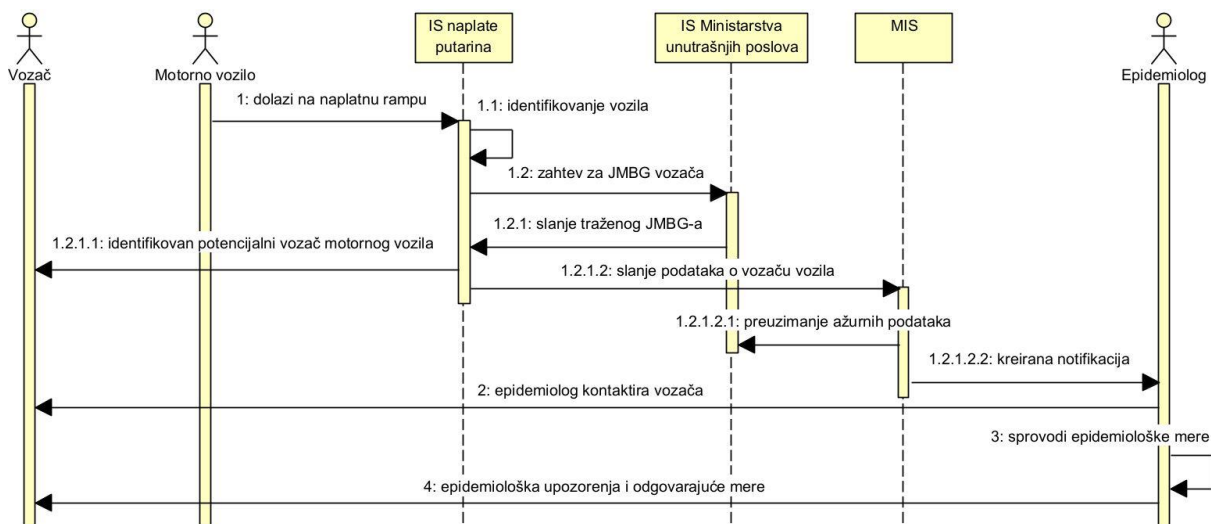 IS naplate
putarina
IS Ministarstva
unutrašnjih poslova
MIS
Vozač
Motorno vozilo
Epidemiolog
1: dolazi na naplatnu rampu
1.1: identifikovanje vozila
1.2: zahtev za JMBG vozača
1.2.1: slanje traženog JMBG-a
1.2.1.1: identifikovan potencijalni vozač motornog vozila
1.2.1.2: slanje podataka o vozaču vozila
1.2.1.2.1: preuzimanje ažurnih podataka
1.2.1.2.2: kreirana notifikacija
2: epidemiolog kontaktira vozača
3: sprovodi epidemiološke mere
4: epidemiološka upozorenja i odgovarajuće mere